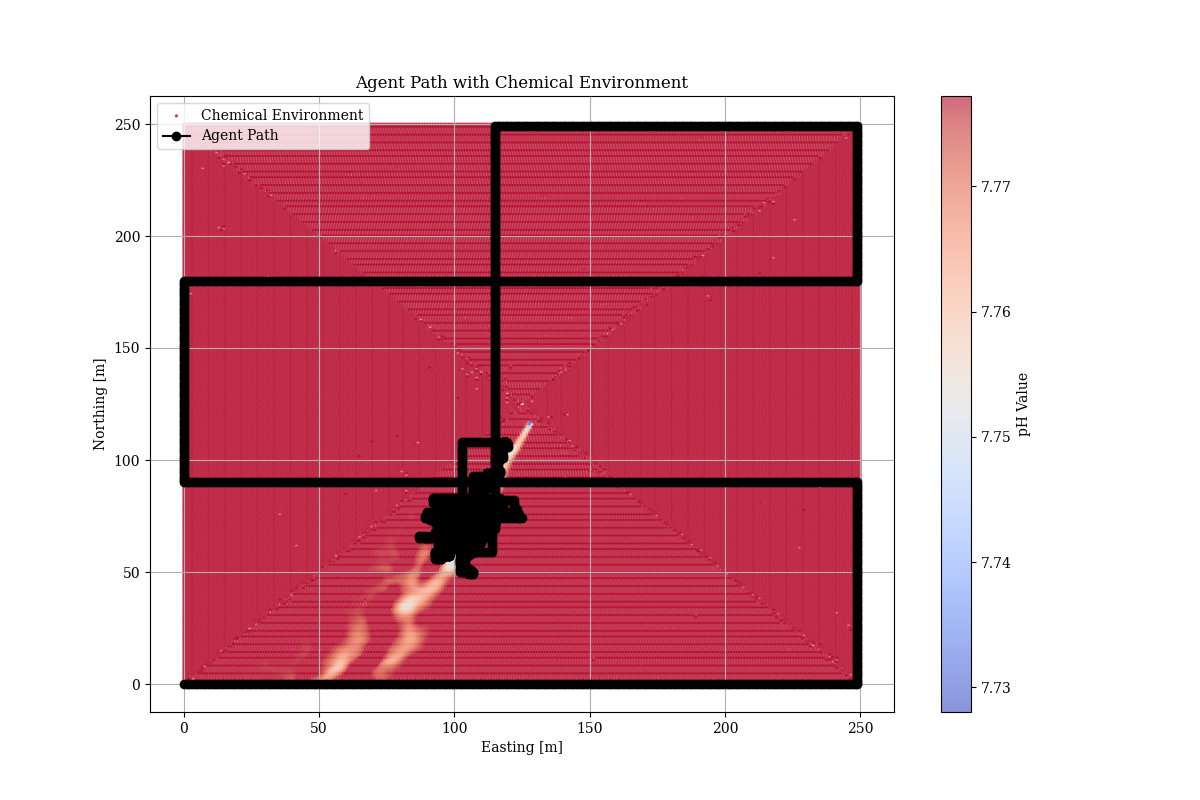 Agent Path with Chemical Environment
Chemical Environment
Agent Path
250
200
150
100
50
0
Northing [m]
0 50 100 150 200 250
Easting [m]
7.77
7.76
7.75
7.74
7.73
pH Value